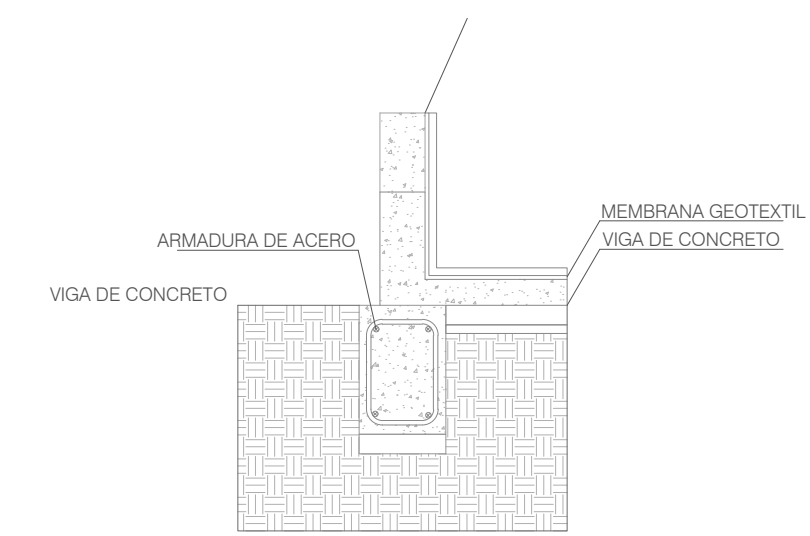 MEMBRANA GEOTEXTIL
ARMADURA DE ACERO
VIGA DE CONCRETO
VIGA DE CONCRETO